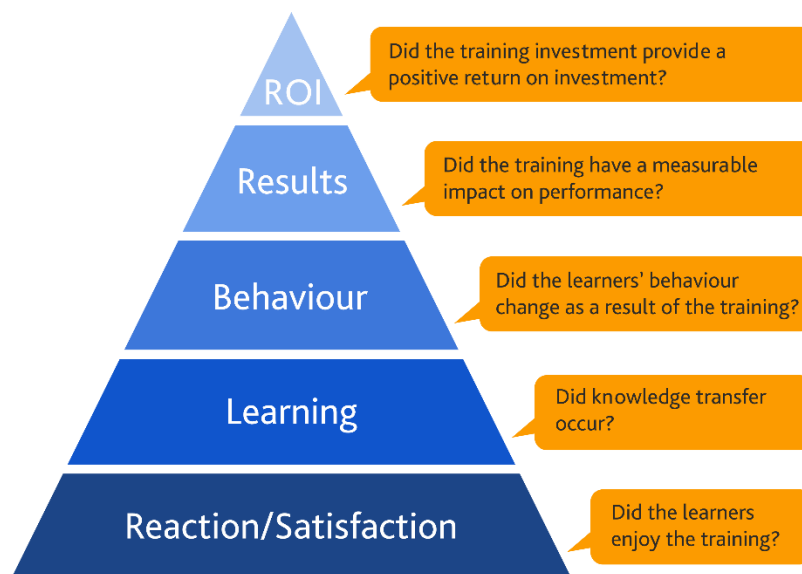 Did the training investment provide a
positive return on investment?
ROI
Did the training have a measurable
impact on performance?
Results
Did the learners’ behaviour
change as a result of the training?
Behaviour
Did knowledge transfer
occur?
Learning
Did the learners
enjoy the training?
Reaction/Satisfaction